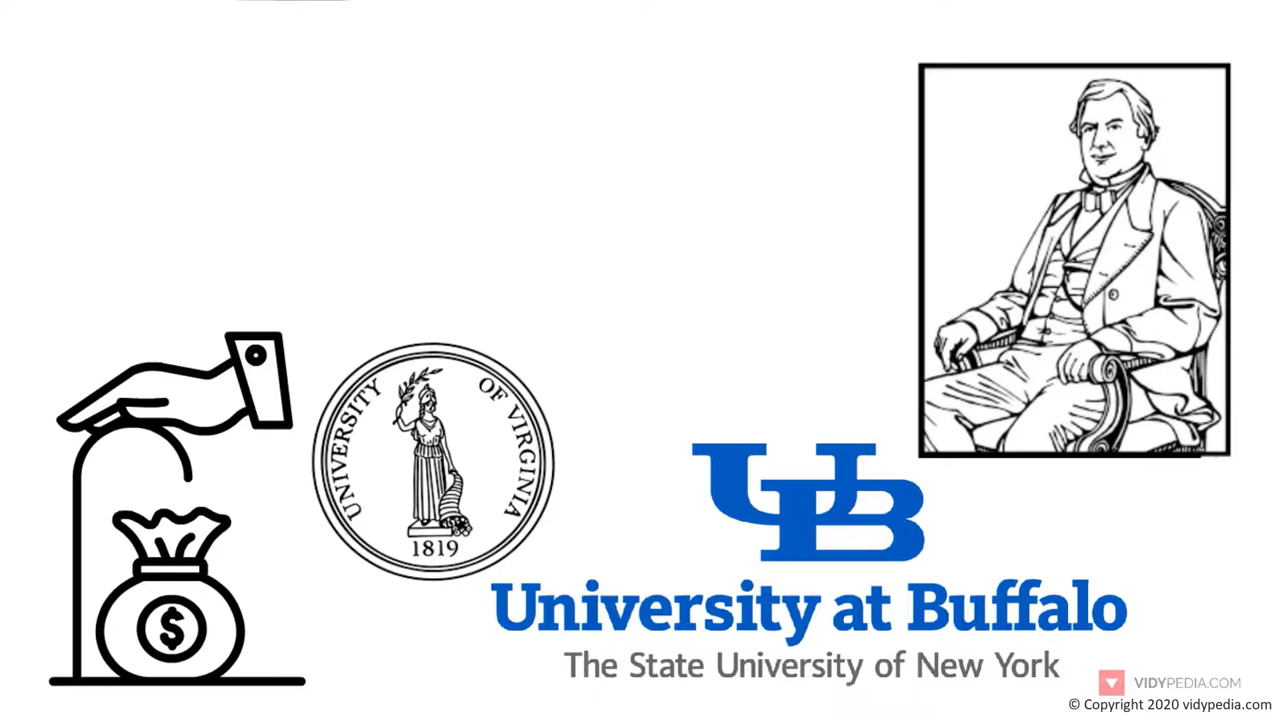 UNIVERSITY OF VIRGINIA
1819
$
UB
University at Buffalo
The State University of New York
VIDYPEDIA.COM
© Copyright 2020 vidypedia.com